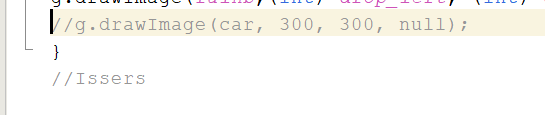 //g.drawImage(car, 300, 300, null);
}
//Issers